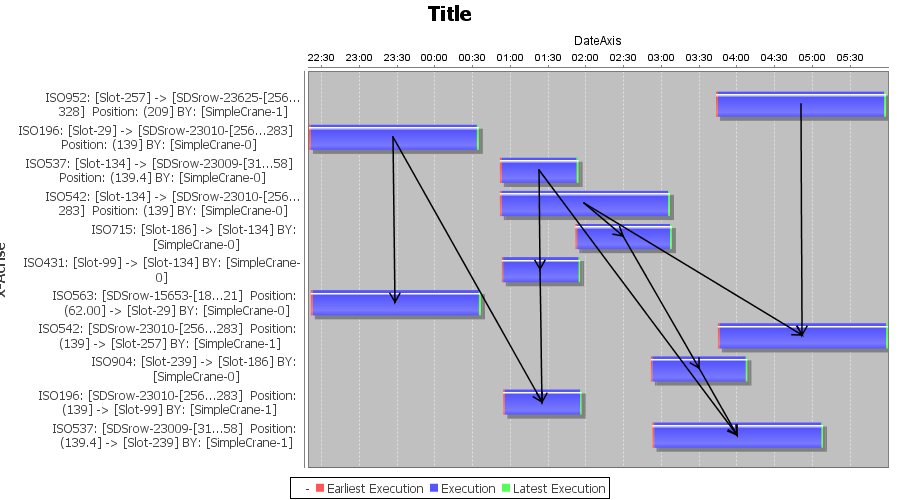 Title
DateAxis
22:30 23:00 23:30 00:00 00:30 01:00 01:30 02:00 02:30 03:00 03:30 04:00 04:30 05:00 05:30
ISO952: [Slot-257] -> [SDSrow-23625-[256...
328] Position: (209) BY: [SimpleCrane-1]
ISO196: [Slot-29] -> [SDSrow-23010-[256...283]
Position: (139) BY: [SimpleCrane-0]
ISO537: [Slot-134] -> [SDSrow-23009-[31...58]
Position: (139.4) BY: [SimpleCrane-0]
ISO542: [Slot-134] -> [SDSrow-23010-[256...
283] Position: (139) BY: [SimpleCrane-0]
ISO715: [Slot-186] -> [Slot-134] BY:
[SimpleCrane-0]
ISO431: [Slot-99] -> [Slot-134] BY: [SimpleCrane-
0]
ISO563: [SDSrow-15653-[18...21] Position:
(62.00] -> [Slot-29] BY: [SimpleCrane-0]
ISO542: [SDSrow-23010-[256...283] Position:
(139) -> [Slot-257] BY: [SimpleCrane-1]
ISO904: [Slot-239] -> [Slot-186] BY:
[SimpleCrane-0]
ISO196: [SDSrow-23010-[256...283] Position:
(139) -> [Slot-99] BY: [SimpleCrane-1]
ISO537: [SDSrow-23009-[31...58] Position:
(139.4) -> [Slot-239] BY: [SimpleCrane-1]
- Earliest Execution Execution Latest Execution